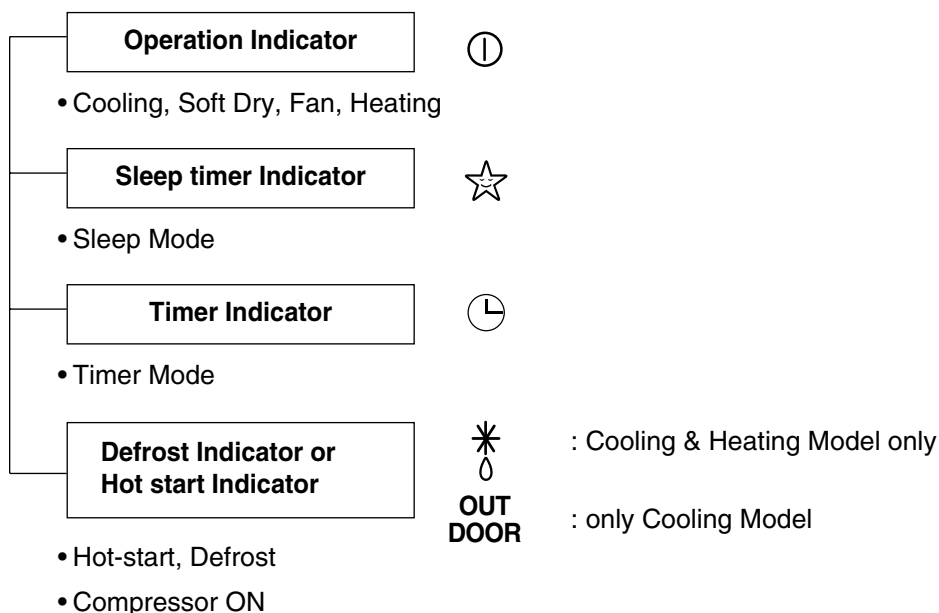 Operation Indicator
• Cooling, Soft Dry, Fan, Heating
Sleep timer Indicator
• Sleep Mode
Timer Indicator
• Timer Mode
Defrost Indicator or
Hot start Indicator
: Cooling & Heating Model only
OUT
DOOR
: only Cooling Model
• Hot-start, Defrost
• Compressor ON